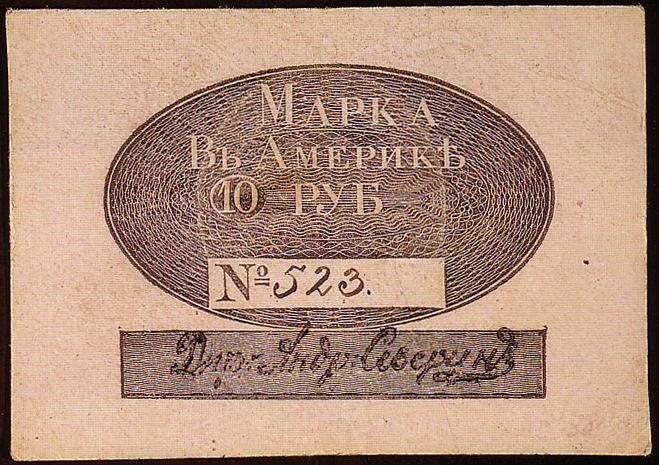 МАРКА
ВЪ АМЕРИКѢ
10 РУБ
№ 523.
Дир: Андр: Северинъ